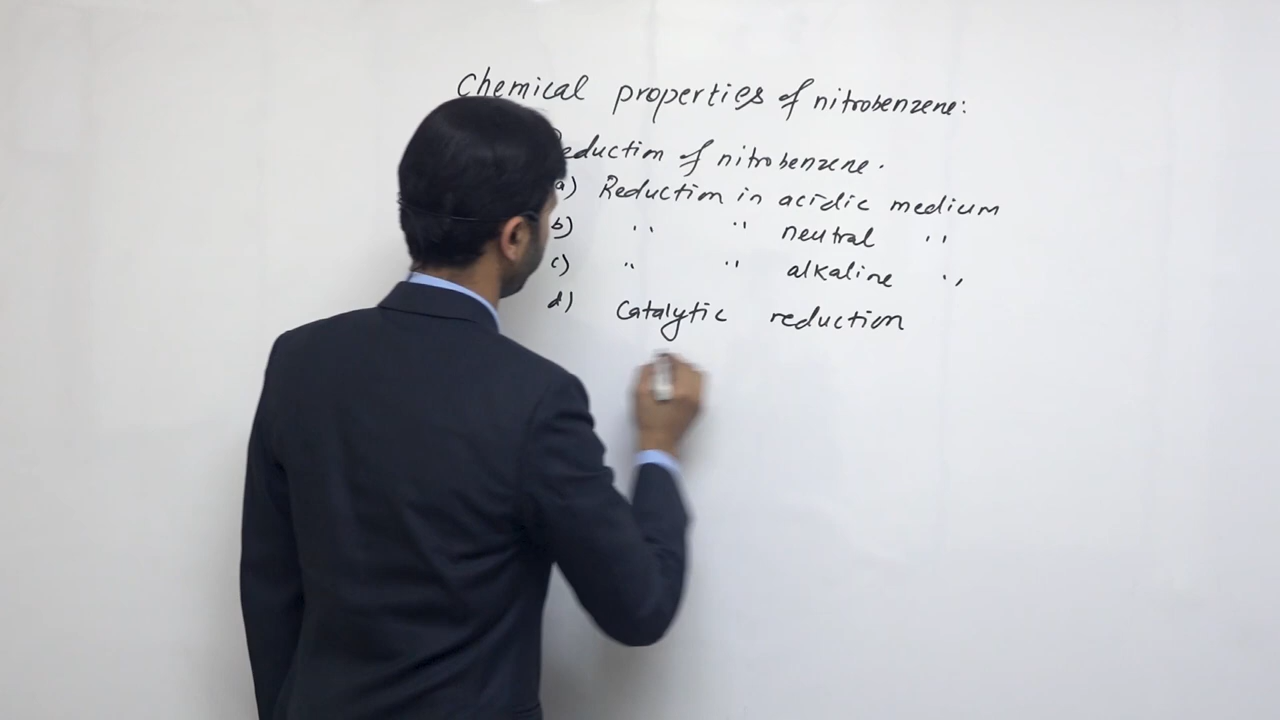 Chemical properties of nitrobenzene:
Reduction of nitrobenzene.
a) Reduction in acidic medium
b) " " neutral "
c) " " alkaline "
d) Catalytic reduction